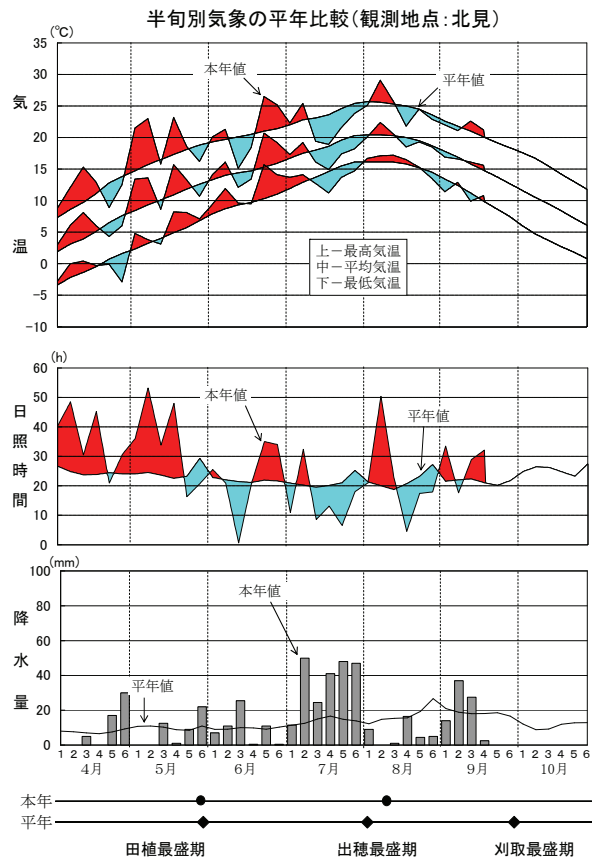 半旬別気象の平年比較(観測地点:北見)
(℃)
35
30
25
20
15
10
5
0
−5
−10
気温
本年値
平年値
上−最高気温
中−平均気温
下−最低気温
(h)
60
50
40
30
20
10
0
日照時間
本年値
平年値
(mm)
100
80
60
40
20
0
降水量
本年値
平年値
1 2 3 4 5 6 1 2 3 4 5 6 1 2 3 4 5 6 1 2 3 4 5 6 1 2 3 4 5 6 1 2 3 4 5 6 1 2 3 4 5 6
4月 5月 6月 7月 8月 9月 10月
本年
平年
田植最盛期 出穂最盛期 刈取最盛期